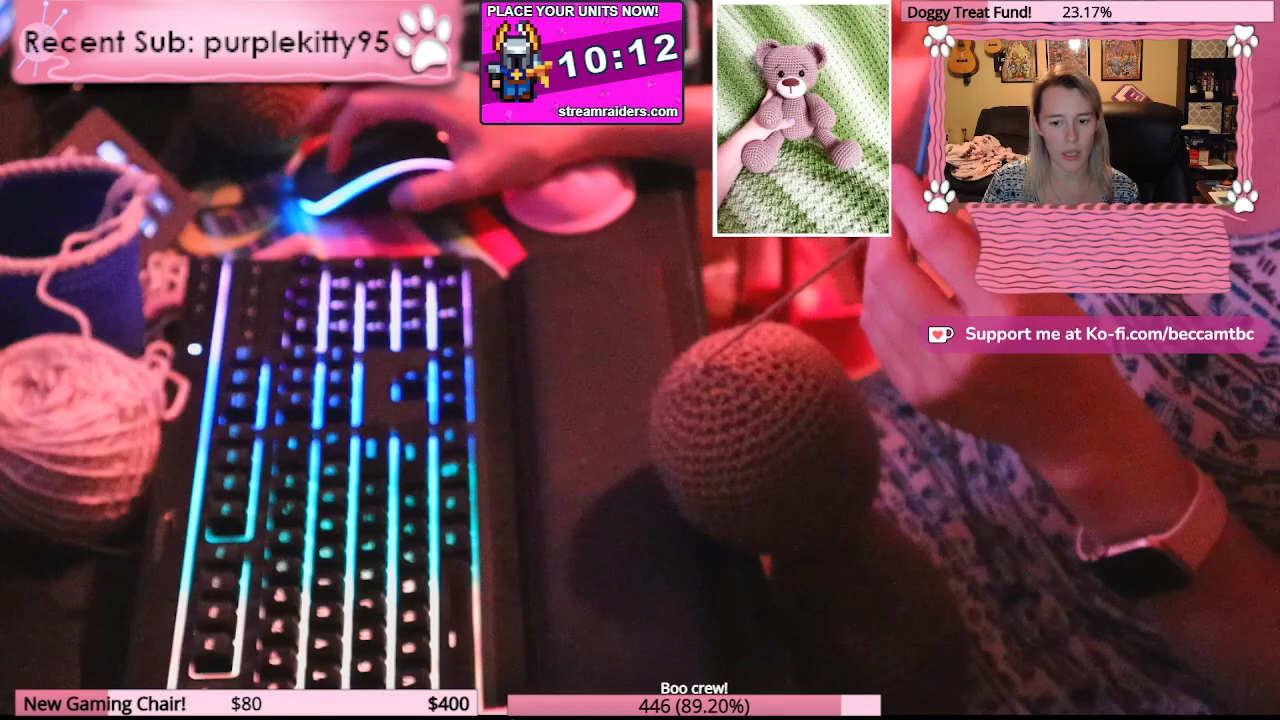 Recent Sub: purplekitty95
PLACE YOUR UNITS NOW!
10:12
streamraiders.com
Doggy Treat Fund! 23.17%
Support me at Ko-fi.com/beccamtbc
New Gaming Chair! $80 $400
Boo crew!
446 (89.20%)